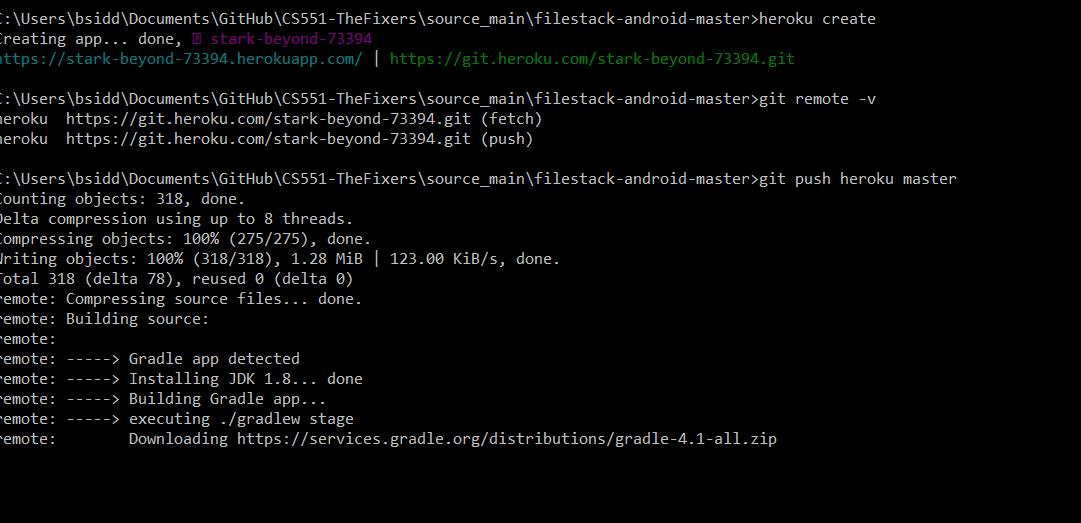 C:\Users\bsidd\Documents\GitHub\CS551-TheFixers\source_main\filestack-android-master>heroku create
Creating app... done, stark-beyond-73394
https://stark-beyond-73394.herokuapp.com/ | https://git.heroku.com/stark-beyond-73394.git
C:\Users\bsidd\Documents\GitHub\CS551-TheFixers\source_main\filestack-android-master>git remote -v
heroku  https://git.heroku.com/stark-beyond-73394.git (fetch)
heroku  https://git.heroku.com/stark-beyond-73394.git (push)
C:\Users\bsidd\Documents\GitHub\CS551-TheFixers\source_main\filestack-android-master>git push heroku master
Counting objects: 318, done.
Delta compression using up to 8 threads.
Compressing objects: 100% (275/275), done.
Writing objects: 100% (318/318), 1.28 MiB | 123.00 KiB/s, done.
Total 318 (delta 78), reused 0 (delta 0)
remote: Compressing source files... done.
remote: Building source:
remote:
remote: -----> Gradle app detected
remote: -----> Installing JDK 1.8... done
remote: -----> Building Gradle app...
remote: -----> executing ./gradlew stage
remote:        Downloading https://services.gradle.org/distributions/gradle-4.1-all.zip